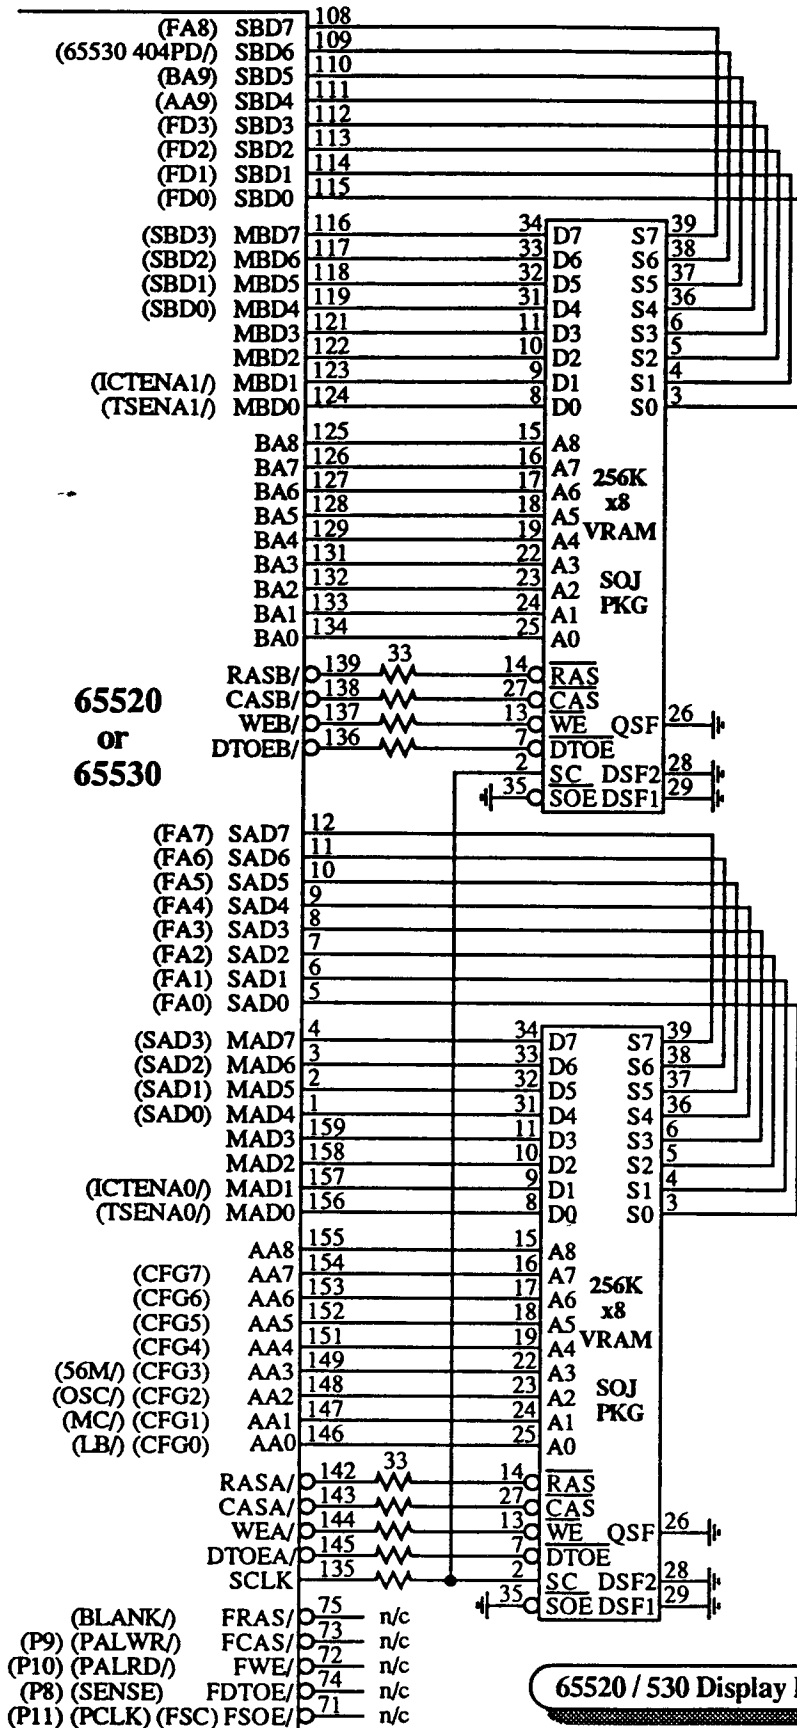 (FA8) SBD7 108
(65530 404PD/) SBD6 109
(BA9) SBD5 110
(AA9) SBD4 111
(FD3) SBD3 112
(FD2) SBD2 113
(FD1) SBD1 114
(FD0) SBD0 115
(SBD3) MBD7 116 34 D7 S7 39
(SBD2) MBD6 117 33 D6 S6 38
(SBD1) MBD5 118 32 D5 S5 37
(SBD0) MBD4 119 31 D4 S4 36
MBD3 121 11 D3 S3 6
MBD2 122 10 D2 S2 5
(ICTENA1/) MBD1 123 9 D1 S1 4
(TSENA1/) MBD0 124 8 D0 S0 3
BA8 125 15 A8
BA7 126 16 A7
BA6 127 17 A6
BA5 128 18 A5
BA4 129 19 A4
BA3 131 22 A3
BA2 132 23 A2
BA1 133 24 A1
BA0 134 25 A0
256K
x8
VRAM
SOJ
PKG
RASB/ 139 33 14 RAS
CASB/ 138 27 CAS
WEB/ 137 13 WE QSF 26
DTOEB/ 136 7 DTOE
2 SC DSF2 28
35 SOE DSF1 29
65520
or
65530
(FA7) SAD7 12
(FA6) SAD6 11
(FA5) SAD5 10
(FA4) SAD4 9
(FA3) SAD3 8
(FA2) SAD2 7
(FA1) SAD1 6
(FA0) SAD0 5
(SAD3) MAD7 4 34 D7 S7 39
(SAD2) MAD6 3 33 D6 S6 38
(SAD1) MAD5 2 32 D5 S5 37
(SAD0) MAD4 1 31 D4 S4 36
MAD3 159 11 D3 S3 6
MAD2 158 10 D2 S2 5
(ICTENA0/) MAD1 157 9 D1 S1 4
(TSENA0/) MAD0 156 8 D0 S0 3
AA8 155 15 A8
(CFG7) AA7 154 16 A7
(CFG6) AA6 153 17 A6
(CFG5) AA5 152 18 A5
(CFG4) AA4 151 19 A4
(56M/) (CFG3) AA3 149 22 A3
(OSC/) (CFG2) AA2 148 23 A2
(MC/) (CFG1) AA1 147 24 A1
(LB/) (CFG0) AA0 146 25 A0
256K
x8
VRAM
SOJ
PKG
RASA/ 142 33 14 RAS
CASA/ 143 27 CAS
WEA/ 144 13 WE QSF 26
DTOEA/ 145 7 DTOE
SCLK 135 2 SC DSF2 28
35 SOE DSF1 29
(BLANK/) FRAS/ 75 n/c
(P9) (PALWR/) FCAS/ 73 n/c
(P10) (PALRD/) FWE/ 72 n/c
(P8) (SENSE) FDTOE/ 74 n/c
(P11) (PCLK) (FSC) FSOE/ 71 n/c
65520 / 530 Display